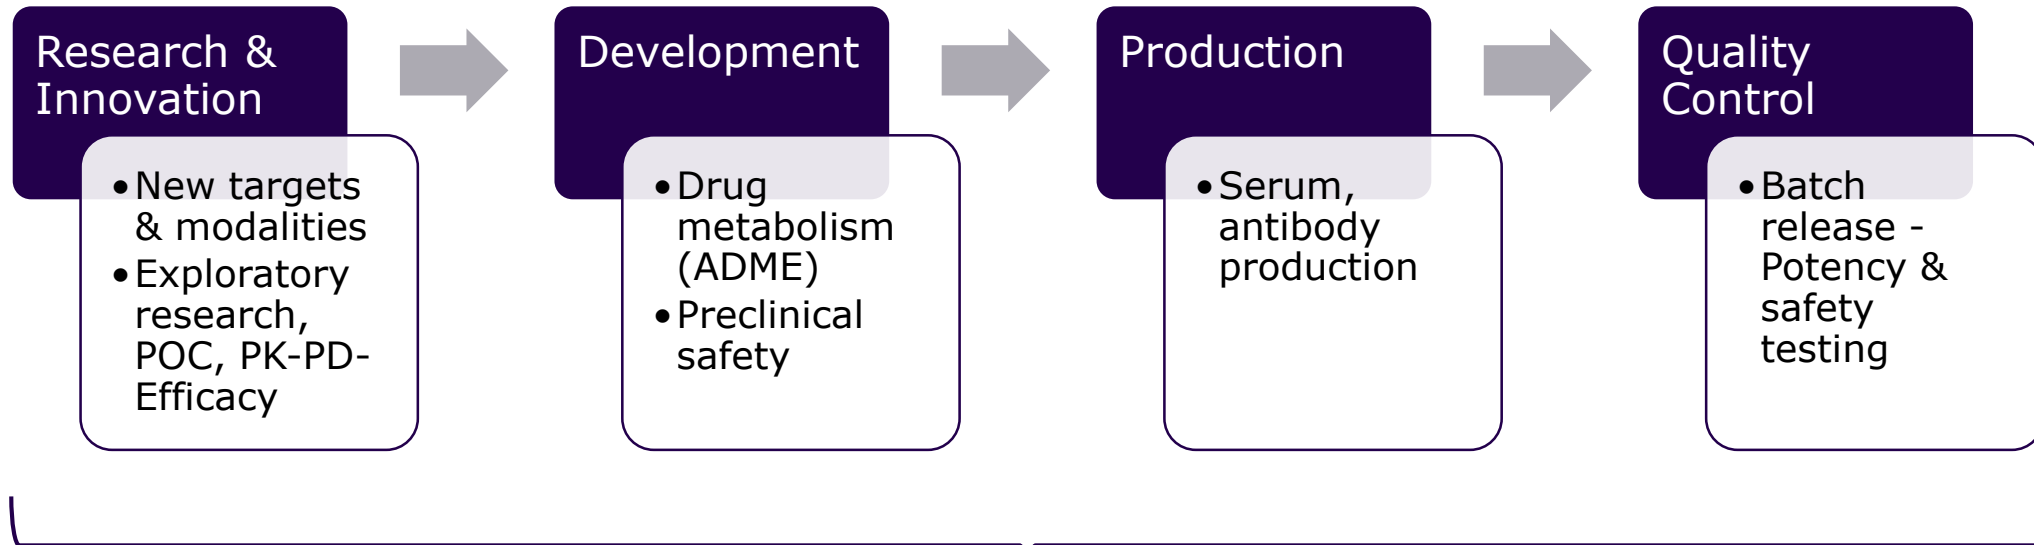 Research &
Innovation
•New targets
& modalities
•Exploratory
research,
POC, PK-PD-
Efficacy
Development
•Drug
metabolism
(ADME)
•Preclinical
safety
Production
•Serum,
antibody
production
Quality
Control
•Batch
release -
Potency &
safety
testing